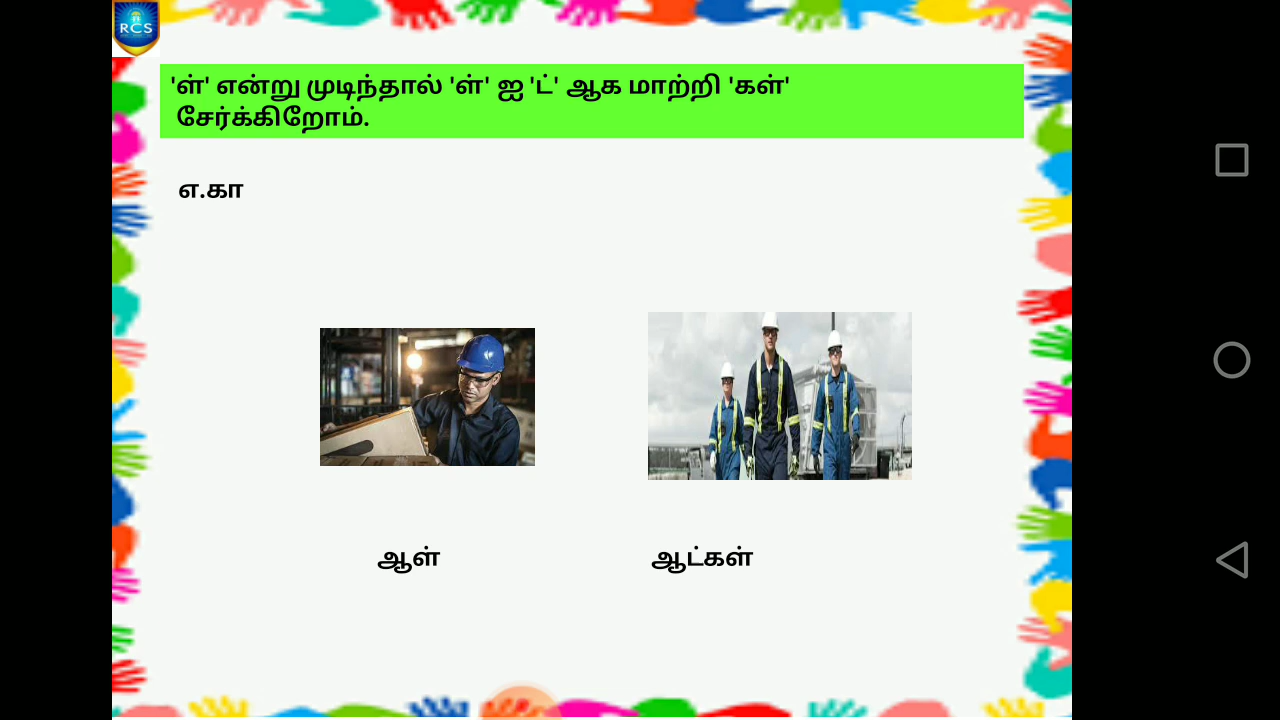 RCS
'ள்' என்று முடிந்தால் 'ள்' ஐ 'ட்' ஆக மாற்றி 'கள்'
சேர்க்கிறோம்.
எ.கா
ஆள் ஆட்கள்